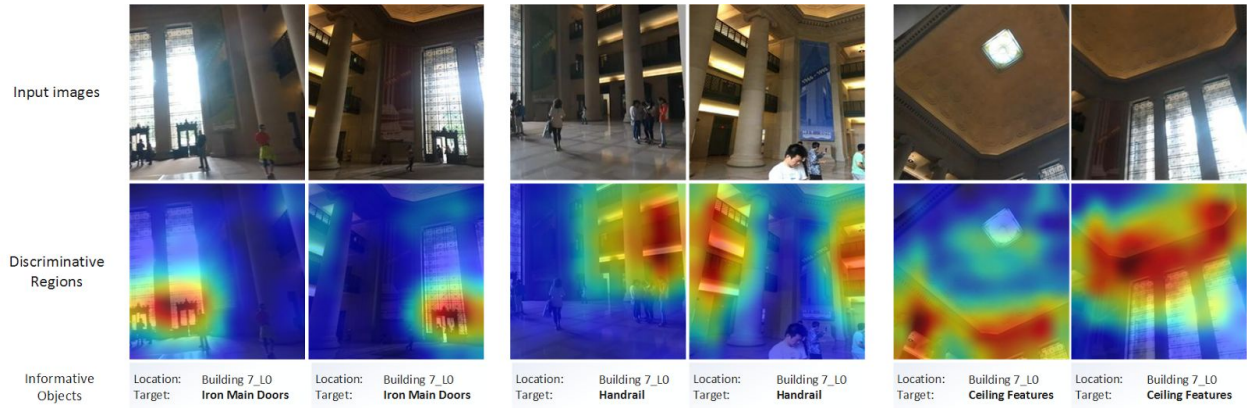 Input images
Discriminative
Regions
Informative
Objects
Location: Building 7_L0
Target: Iron Main Doors
Location: Building 7_L0
Target: Iron Main Doors
Location: Building 7_L0
Target: Handrail
Location: Building 7_L0
Target: Handrail
Location: Building 7_L0
Target: Ceiling Features
Location: Building 7_L0
Target: Ceiling Features